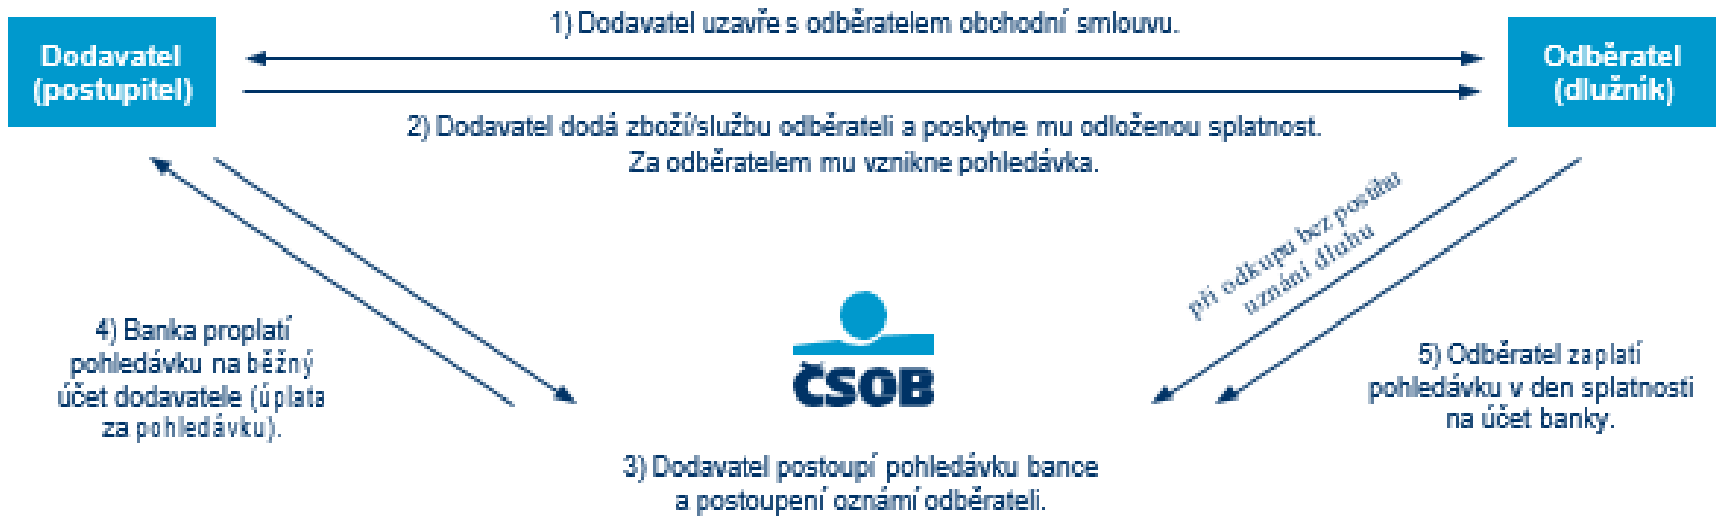 1) Dodavatel uzavře s odběratelem obchodní smlouvu.
Dodavatel
(postupitel)
Odběratel
(dlužník)
2) Dodavatel dodá zboží/službu odběrateli a poskytne mu odloženou splatnost.
Za odběratelem mu vznikne pohledávka.
při odkupu bez postihu
uznání dluhu
4) Banka proplatí
pohledávku na běžný
účet dodavatele (úplata
za pohledávku).
ČSOB
5) Odběratel zaplatí
pohledávku v den splatnosti
na účet banky.
3) Dodavatel postoupí pohledávku bance
a postoupení oznámí odběrateli.